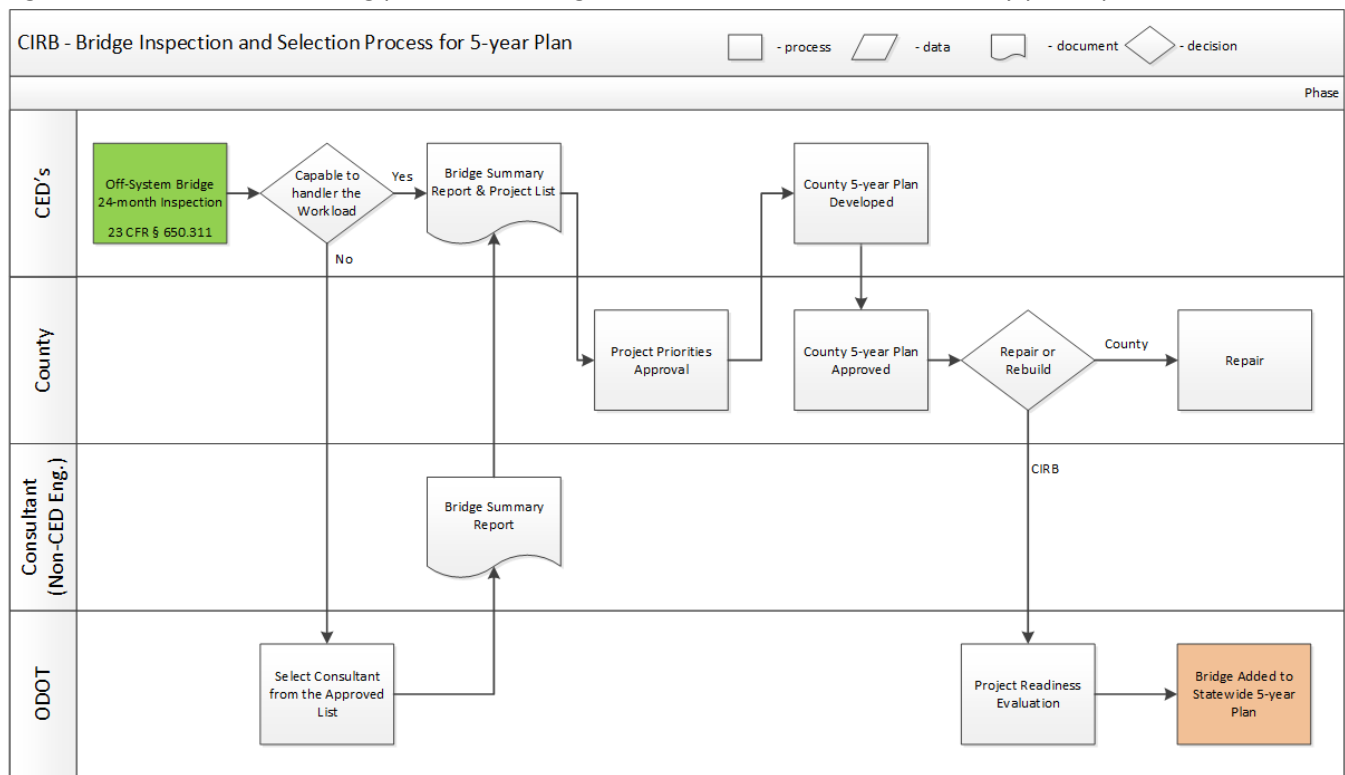 CIRB - Bridge Inspection and Selection Process for 5-year Plan
- process
- data
- document
- decision
Phase
CED's
Off-System Bridge
24-month Inspection
23 CFR § 650.311
Capable to
handler the
Workload
Yes
No
Bridge Summary
Report & Project List
County 5-year Plan
Developed
County
Project Priorities
Approval
County 5-year Plan
Approved
Repair or
Rebuild
County
Repair
CIRB
Consultant
(Non-CED Eng.)
Bridge Summary
Report
ODOT
Select Consultant
from the Approved
List
Project Readiness
Evaluation
Bridge Added to
Statewide 5-year
Plan